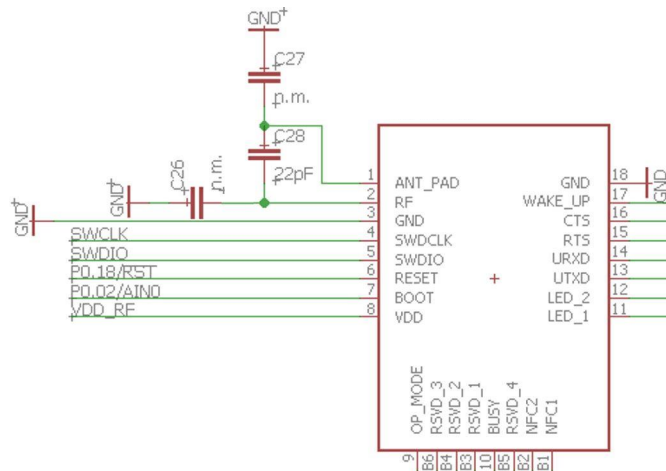 GND
C27
n.m.
C28
22pF
C26
n.m.
GND
GND
SWCLK
SWDIO
P0.18/RST
P0.02/AIN0
VDD_RF
1 ANT_PAD
2 RF
3 GND
4 SWDCLK
5 SWDIO
6 RESET
7 BOOT
8 VDD
GND 18
WAKE_UP 17
CTS 16
RTS 15
URXD 14
UTXD 13
LED_2 12
LED_1 11
GND
OP_MODE
RSVD_3
RSVD_2
RSVD_1
BUSY
RSVD_4
NFC2
NFC1
9
B6
B4
B3
10
B5
B2
B1